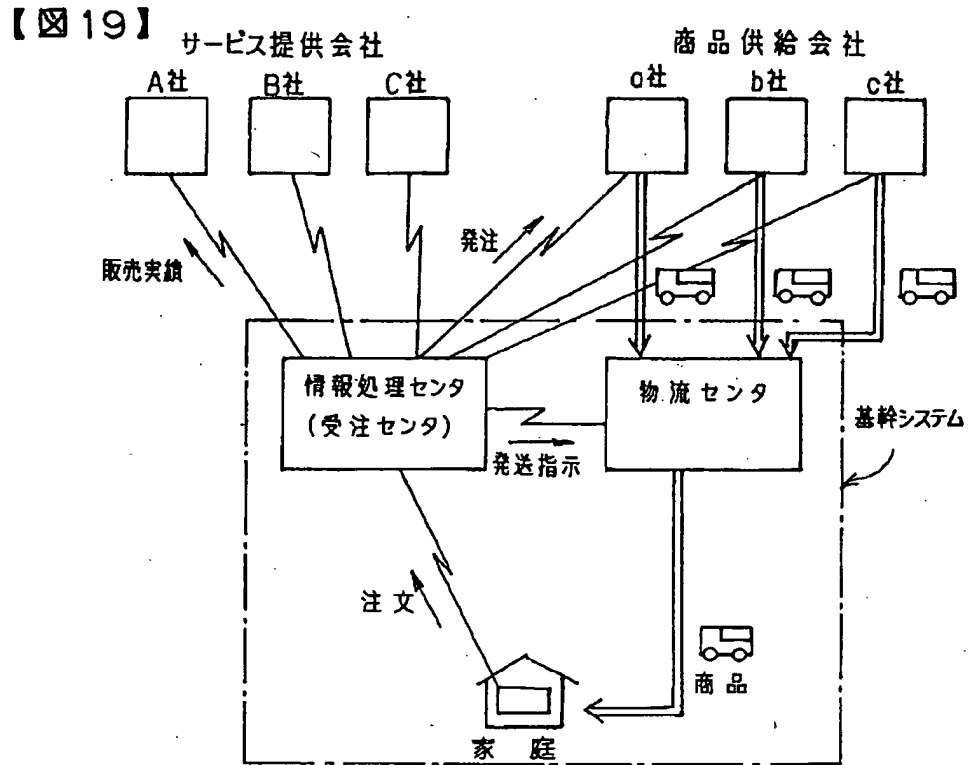 【図19】
サービス提供会社
商品供給会社
A社
B社
C社
a社
b社
c社
発注
販売実績
情報処理センタ
(受注センタ)
物流センタ
基幹システム
発送指示
注文
商品
家庭